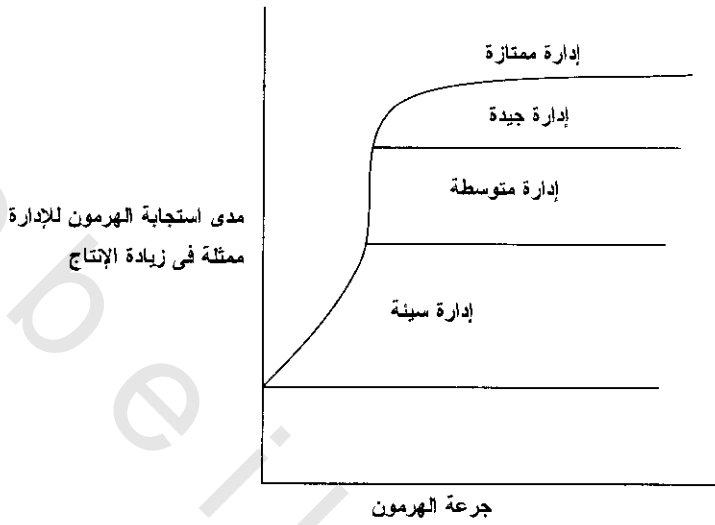 إدارة ممتازة
إدارة جيدة
إدارة متوسطة
مدى استجابة الهرمون للإدارة
ممثلة فى زيادة الإنتاج
إدارة سيئة
جرعة الهرمون